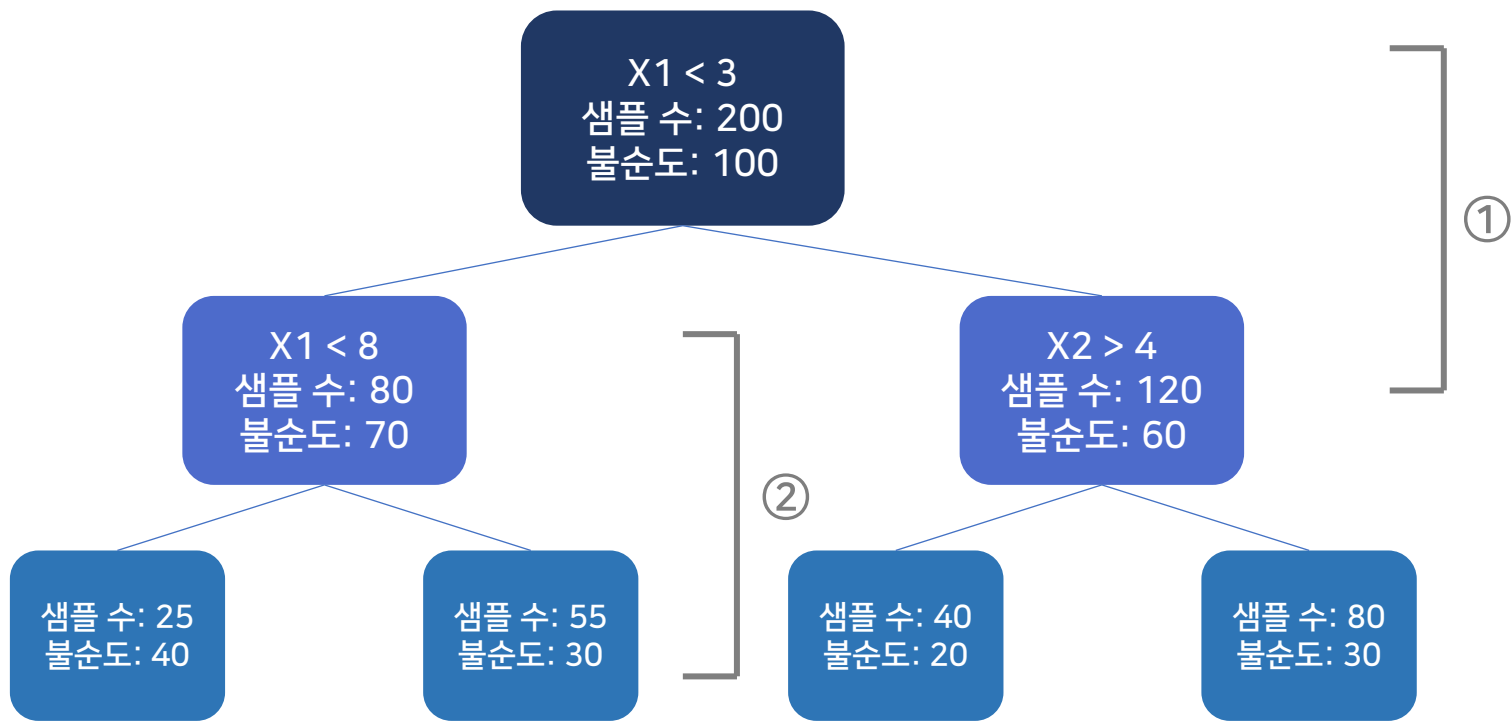 X1 < 3
샘플 수: 200
불순도: 100
①
X1 < 8
샘플 수: 80
불순도: 70
X2 > 4
샘플 수: 120
불순도: 60
②
샘플 수: 25
불순도: 40
샘플 수: 55
불순도: 30
샘플 수: 40
불순도: 20
샘플 수: 80
불순도: 30